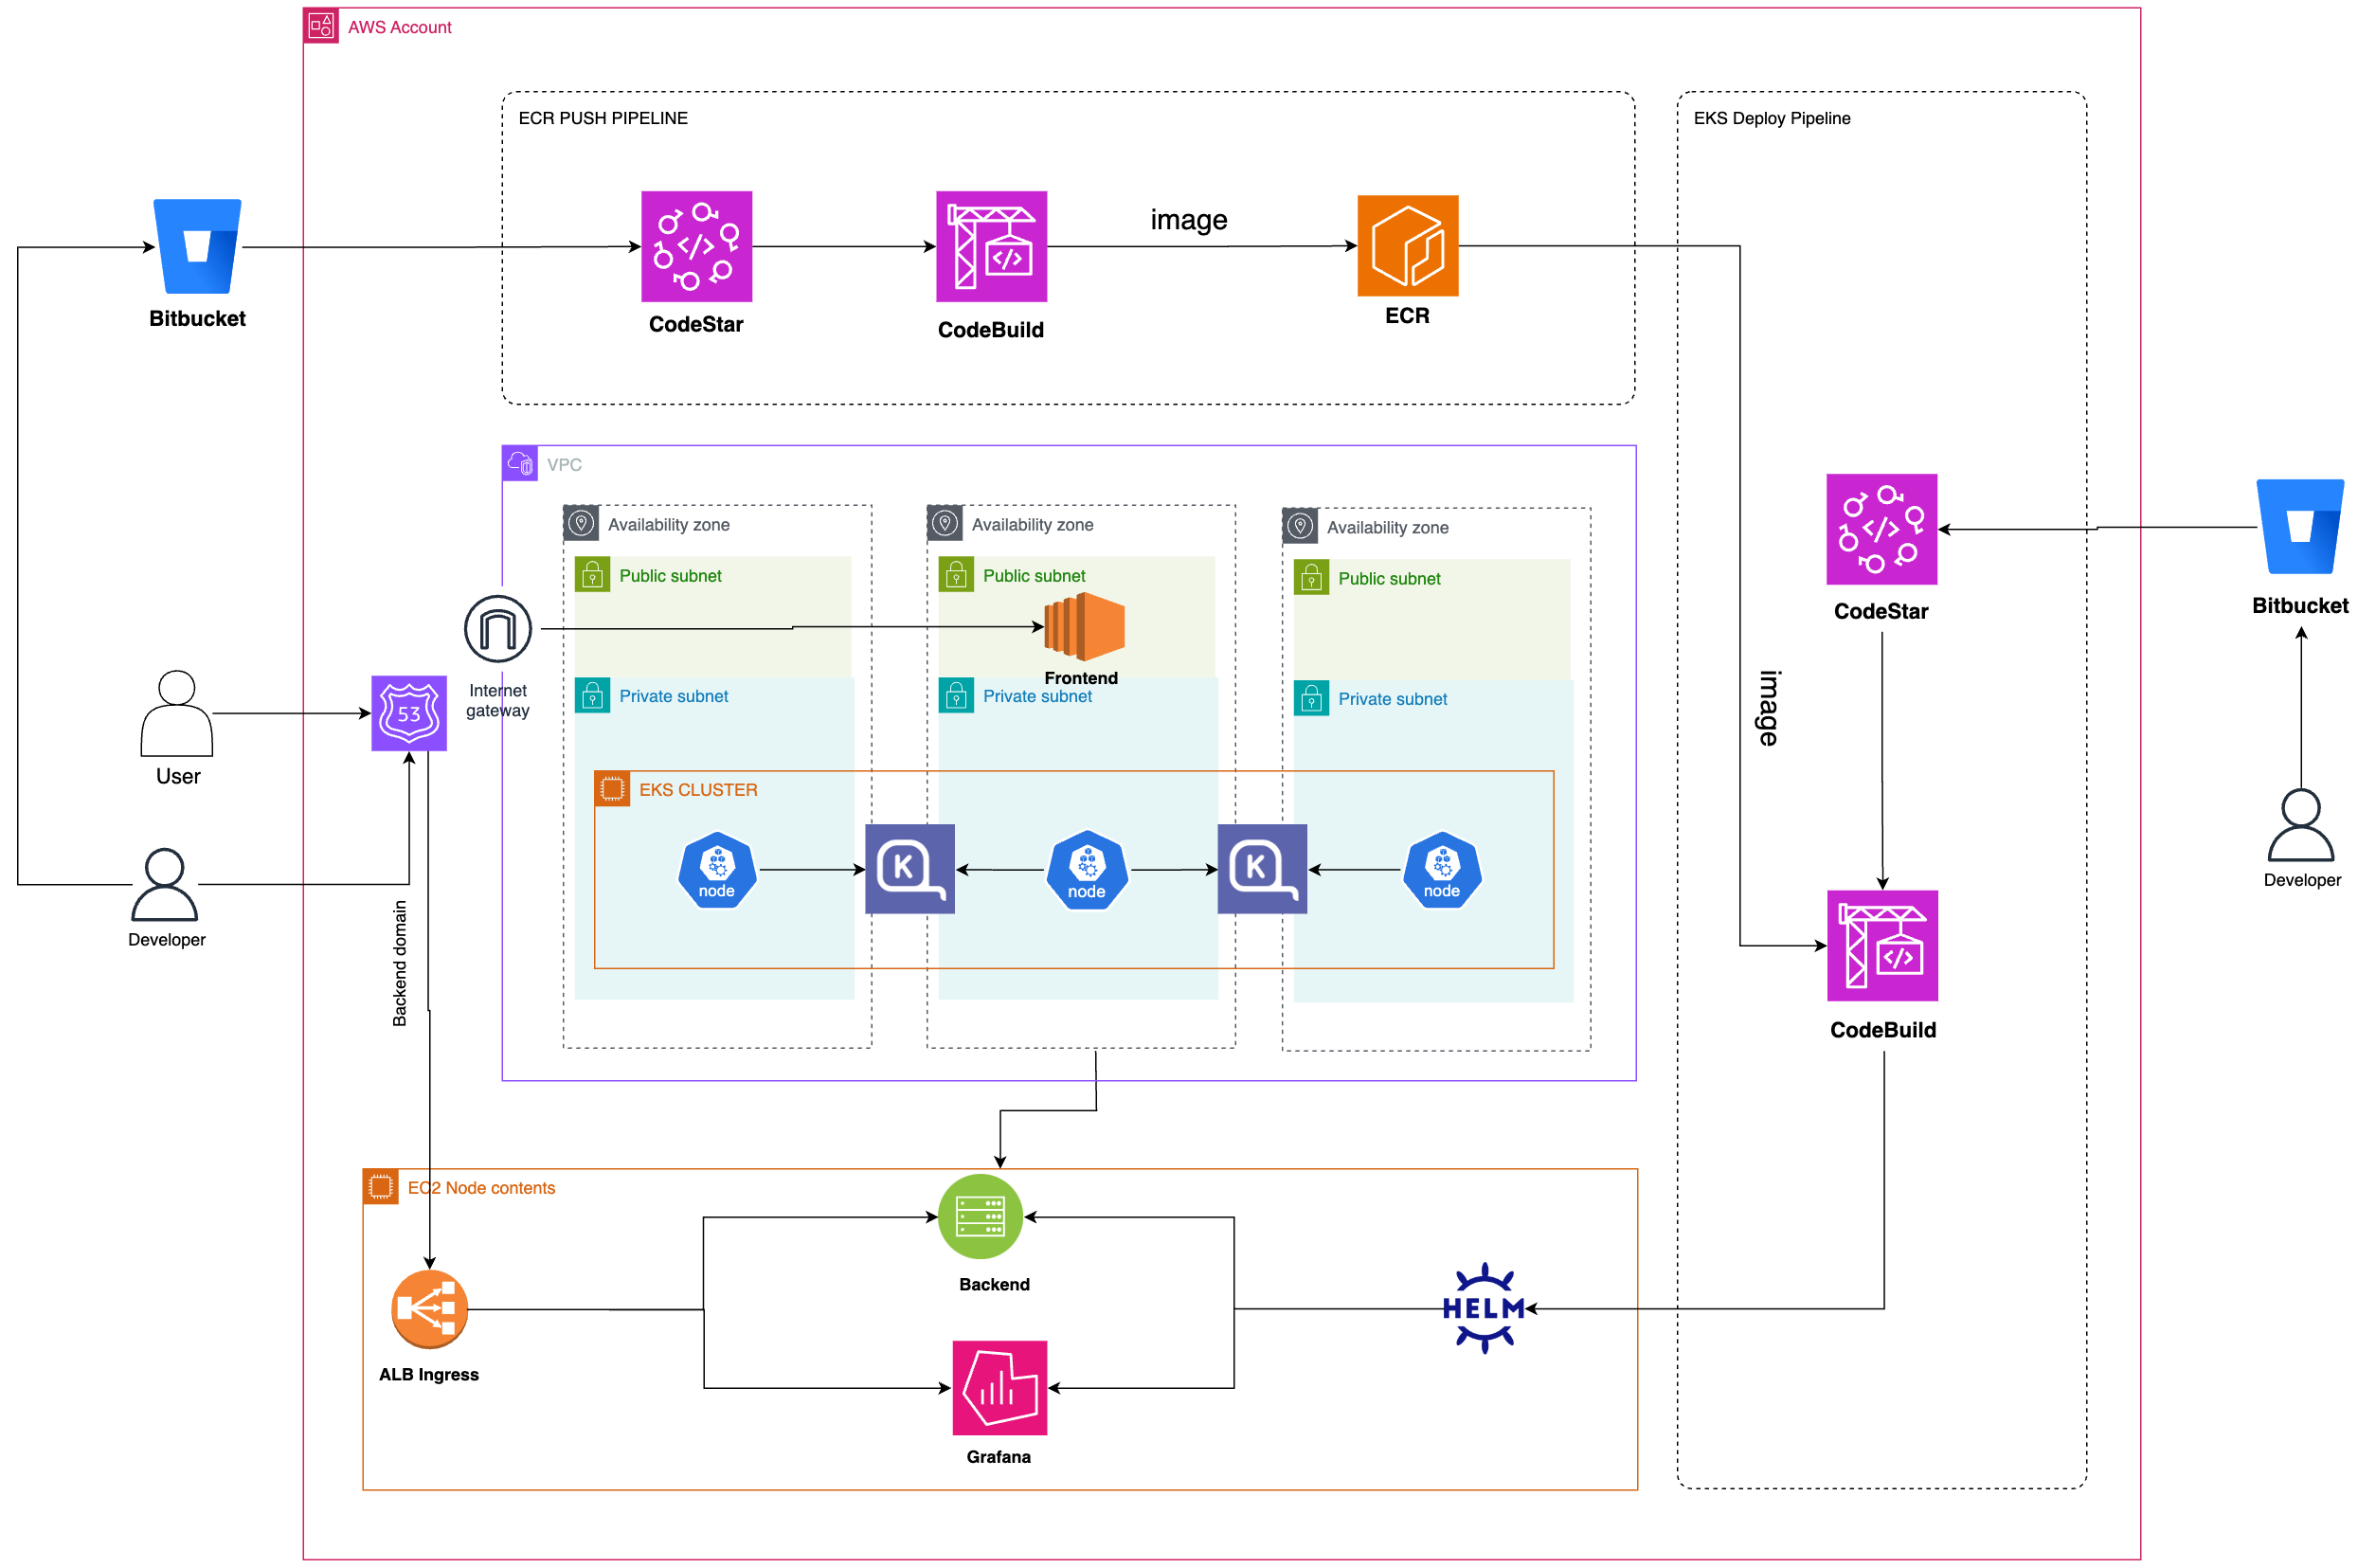 AWS Account
ECR PUSH PIPELINE
EKS Deploy Pipeline
image
Bitbucket
CodeStar
CodeBuild
ECR
VPC
Availability zone
Availability zone
Availability zone
Public subnet
Public subnet
Public subnet
CodeStar
Bitbucket
Internet
gateway
Frontend
Private subnet
Private subnet
Private subnet
53
image
User
EKS CLUSTER
K
K
node
node
node
Developer
Developer
Backend domain
CodeBuild
EC2 Node contents
Backend
HELM
ALB Ingress
Grafana